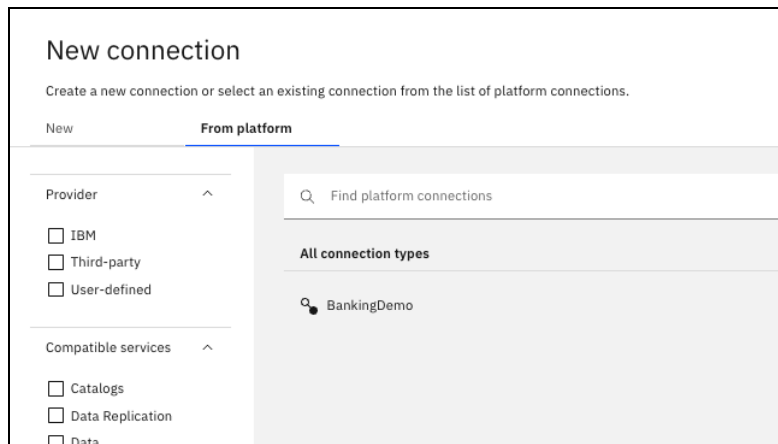 New connection
Create a new connection or select an existing connection from the list of platform connections.
New
From platform
Provider
IBM
Third-party
User-defined
Compatible services
Catalogs
Data Replication
Data
Find platform connections
All connection types
BankingDemo